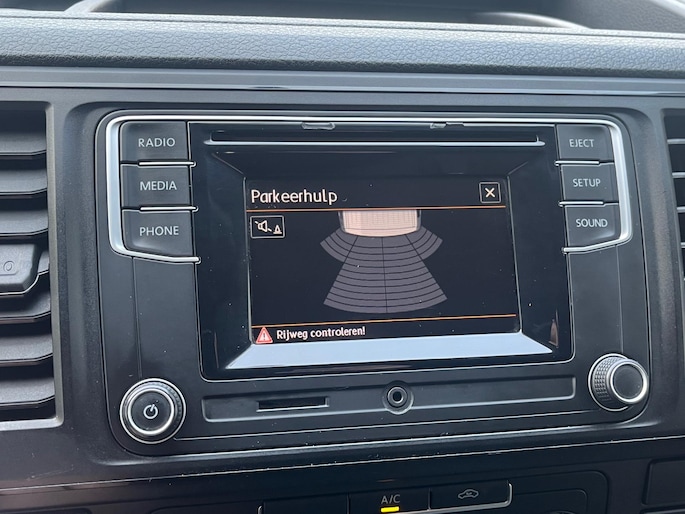 RADIO
EJECT
MEDIA
SETUP
PHONE
SOUND
Parkeerhulp
Rijweg controleren!
A/C